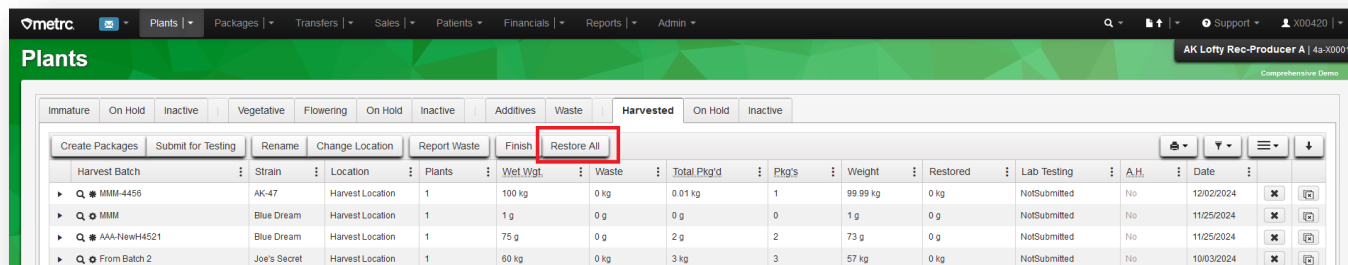 metrc. Plants | Packages | Transfers | Sales | Patients Financials | Reports | Admin Support X00420 |
Plants
AK Lofty Rec-Producer A | 4a-X0001
Comprehensive Demo
Immature On Hold Inactive Vegetative Flowering On Hold Inactive Additives Waste Harvested On Hold Inactive
Create Packages Submit for Testing Rename Change Location Report Waste Finish Restore All
Harvest Batch Strain Location Plants Wet Wgt. Waste Total Pkg'd Pkg's Weight Restored Lab Testing A.H. Date
MMM-4456 AK-47 Harvest Location 1 100 kg 0 kg 0.01 kg 1 99.99 kg 0 kg NotSubmitted No 12/02/2024
MMM Blue Dream Harvest Location 1 1 g 0 g 0 g 0 1 g 0 g NotSubmitted No 11/25/2024
AAA-NewH4521 Blue Dream Harvest Location 1 75 g 0 g 2 g 2 73 g 0 g NotSubmitted No 11/25/2024
From Batch 2 Joe's Secret Harvest Location 1 60 kg 0 kg 3 kg 3 57 kg 0 kg NotSubmitted No 10/03/2024